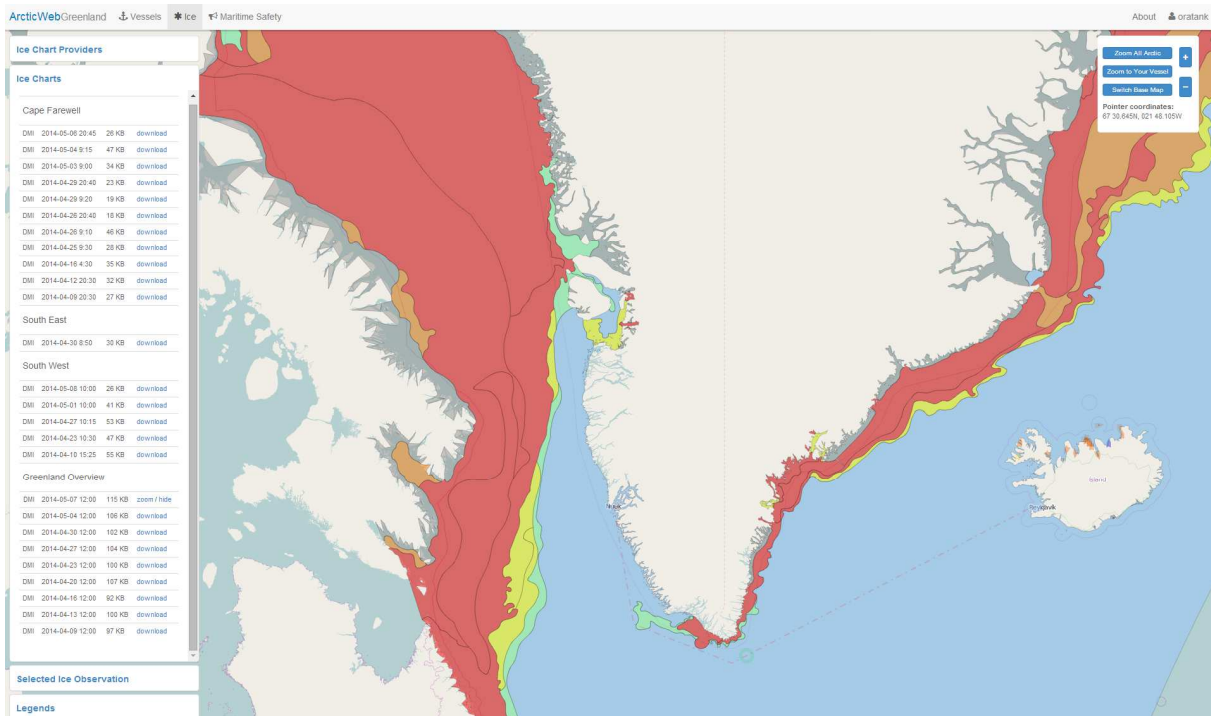 ArcticWebGreenland Vessels Ice Maritime Safety About oratank
Ice Chart Providers
Ice Charts
Cape Farewell
DMI 2014-05-06 20:45 26 KB download
DMI 2014-05-04 9:15 47 KB download
DMI 2014-05-03 9:00 34 KB download
DMI 2014-04-29 20:40 23 KB download
DMI 2014-04-29 9:20 19 KB download
DMI 2014-04-26 20:40 18 KB download
DMI 2014-04-26 9:10 46 KB download
DMI 2014-04-25 9:30 28 KB download
DMI 2014-04-16 4:30 35 KB download
DMI 2014-04-12 20:30 32 KB download
DMI 2014-04-09 20:30 27 KB download
South East
DMI 2014-04-30 8:50 30 KB download
South West
DMI 2014-05-08 10:00 26 KB download
DMI 2014-05-01 10:00 41 KB download
DMI 2014-04-27 10:15 53 KB download
DMI 2014-04-23 10:30 47 KB download
DMI 2014-04-10 15:25 55 KB download
Greenland Overview
DMI 2014-05-07 12:00 115 KB zoom / hide
DMI 2014-05-04 12:00 106 KB download
DMI 2014-04-30 12:00 102 KB download
DMI 2014-04-27 12:00 104 KB download
DMI 2014-04-23 12:00 100 KB download
DMI 2014-04-20 12:00 107 KB download
DMI 2014-04-16 12:00 92 KB download
DMI 2014-04-13 12:00 100 KB download
DMI 2014-04-09 12:00 97 KB download
Selected Ice Observation
Legends
Zoom All Arctic
+
Zoom to Your Vessel
Switch Base Map
-
Pointer coordinates:
67 30.645N, 021 48.105W
Nuuk
Reykjavík